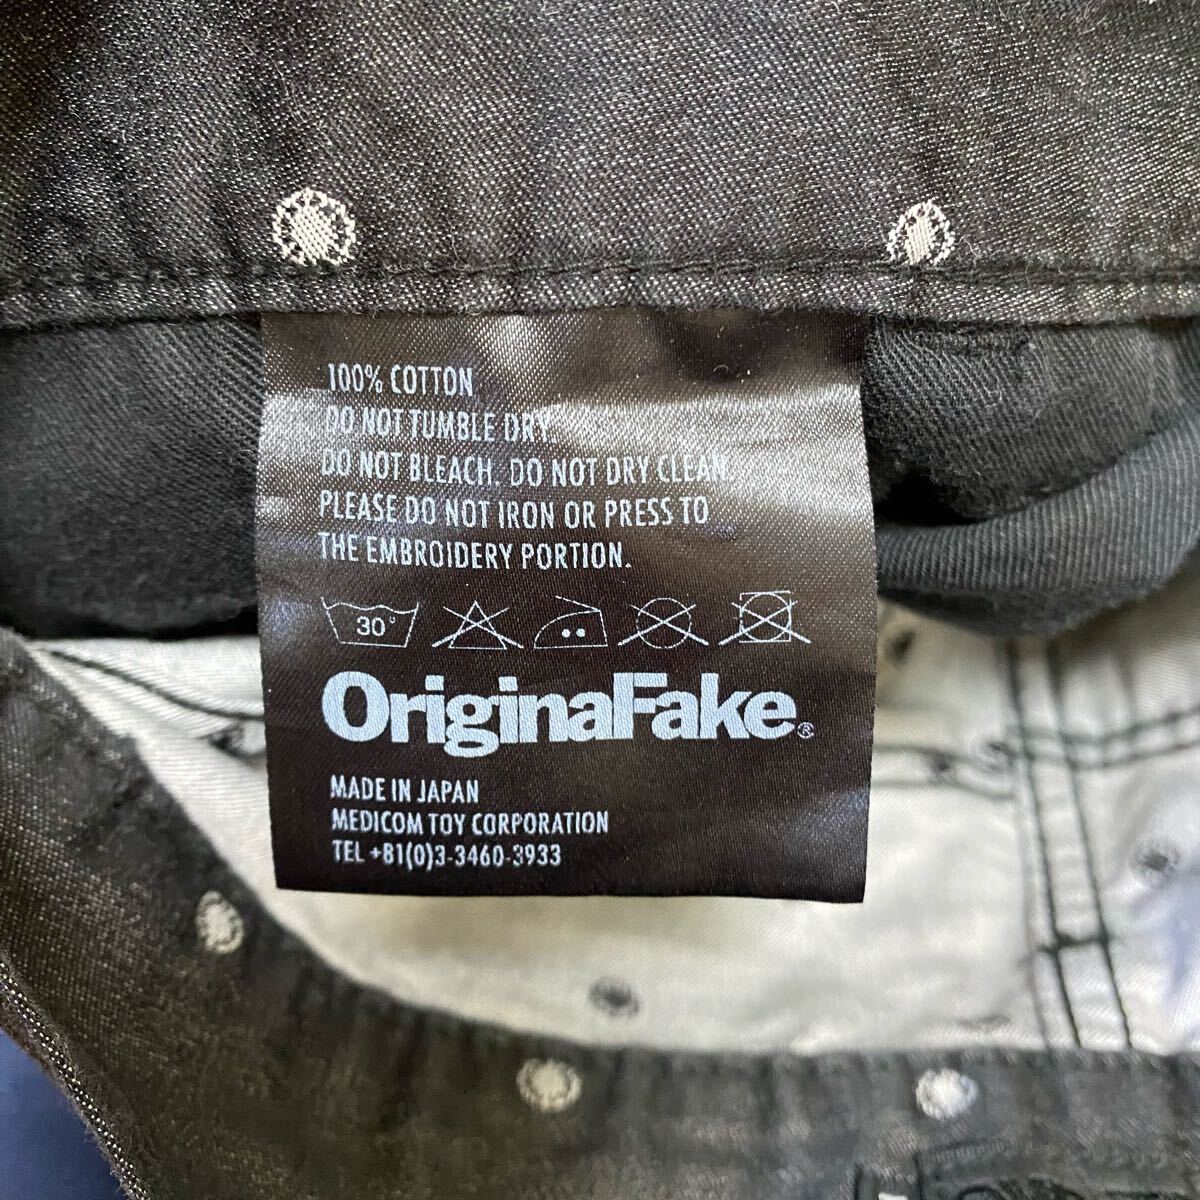 100% COTTON
DO NOT TUMBLE DRY.
DO NOT BLEACH. DO NOT DRY CLEAN.
PLEASE DO NOT IRON OR PRESS TO
THE EMBROIDERY PORTION.
30°
OriginalFake®
MADE IN JAPAN
MEDICOM TOY CORPORATION
TEL +81(0)3-3460-3933